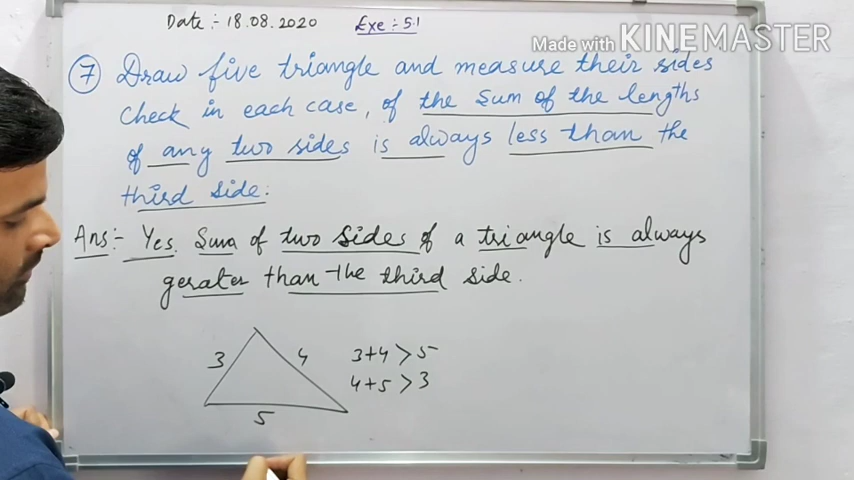 Date :- 18.08.2020 Exe :- 5.1
Made with KINEMASTER
7 Draw five triangle and measure their sides
Check in each case, of the Sum of the lengths
of any two sides is always less than the
third side.
Ans:- Yes. Sum of two sides of a triangle is always
gerater than the third side.
3 4 3+4 > 5
4+5 > 3
5